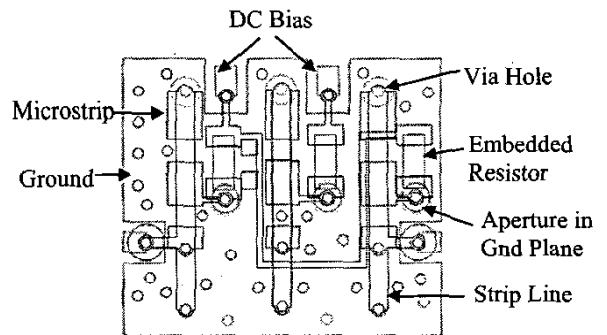 DC Bias
Via Hole
Microstrip
Embedded
Resistor
Ground
Aperture in
Gnd Plane
Strip Line